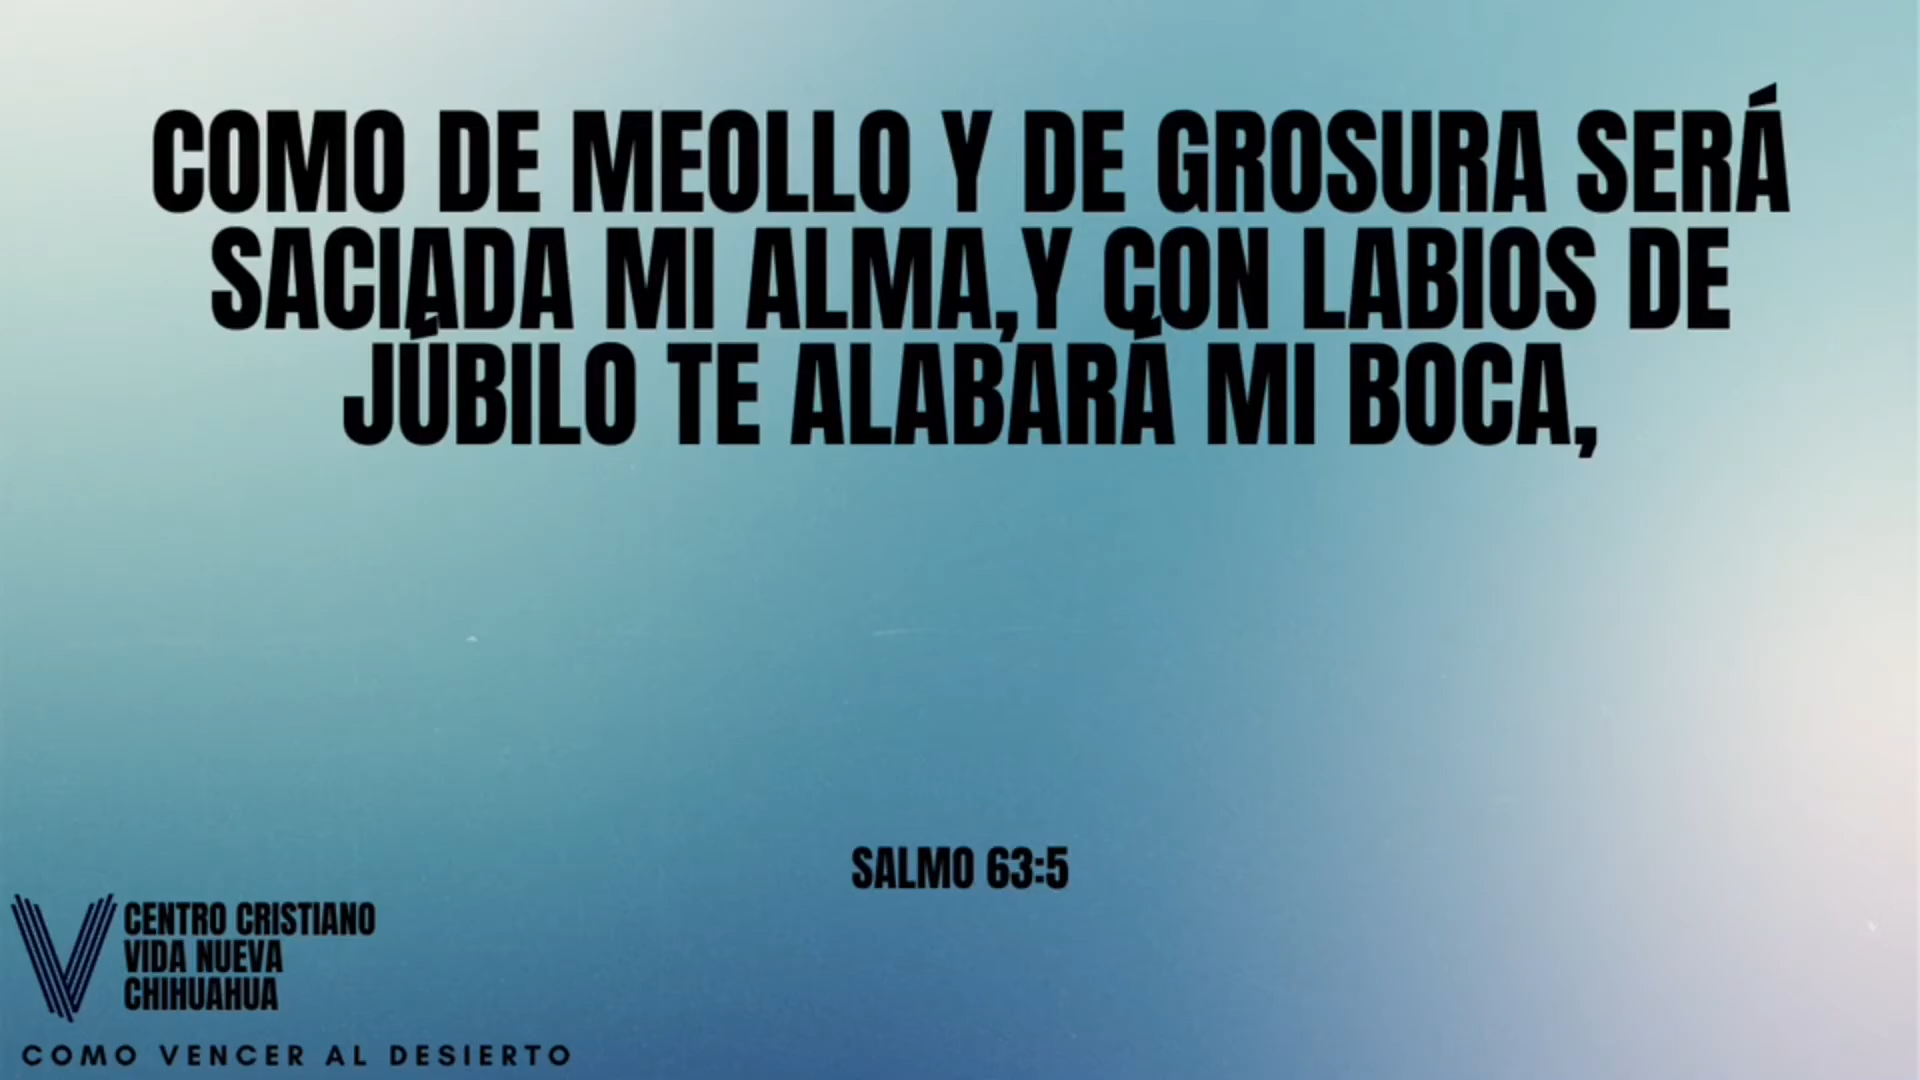 COMO DE MEOLLO Y DE GROSURA SERÁ
SACIADA MI ALMA,Y CON LABIOS DE
JÚBILO TE ALABARÁ MI BOCA,
SALMO 63:5
CENTRO CRISTIANO
VIDA NUEVA
CHIHUAHUA
COMO VENCER AL DESIERTO